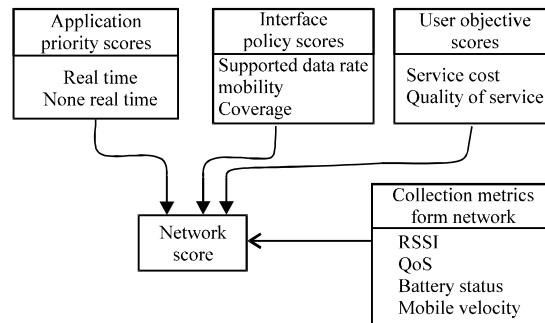 Application
priority scores
Real time
None real time
Interface
policy scores
Supported data rate
mobility
Coverage
User objective
scores
Service cost
Quality of service
Network
score
Collection metrics
form network
RSSI
QoS
Battery status
Mobile velocity